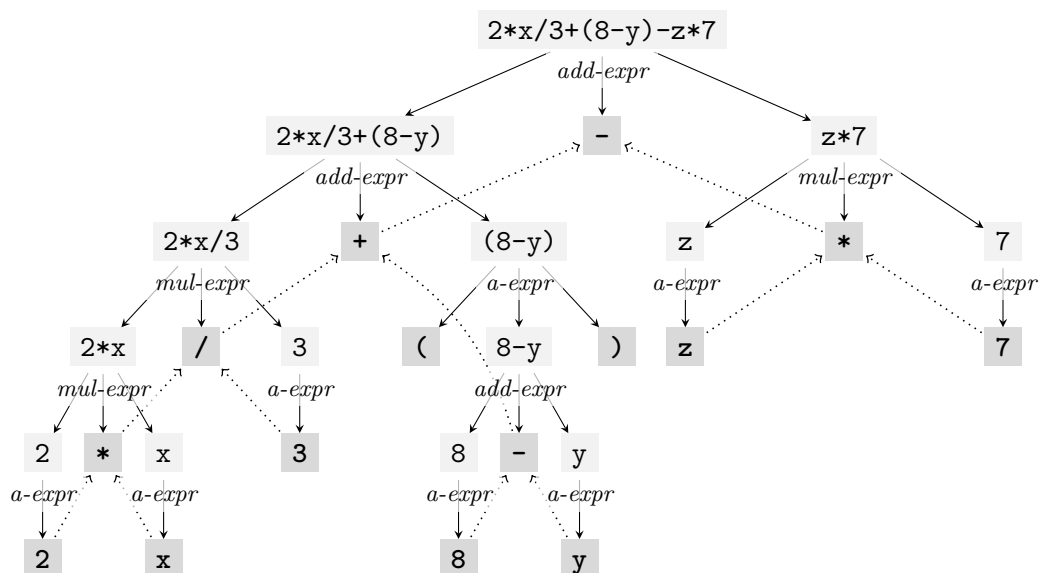 2*x/3+(8-y)-z*7
add-expr
2*x/3+(8-y) - z*7
add-expr mul-expr
2*x/3 + (8-y) z * 7
mul-expr a-expr a-expr a-expr
2*x / 3 ( 8-y ) z 7
mul-expr a-expr add-expr
2 * x 3 8 - y
a-expr a-expr a-expr a-expr
2 x 8 y